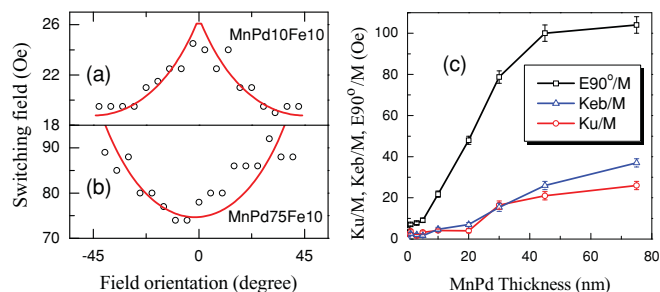 26
24
22
20
18
MnPd10Fe10
(a)
90
80
70
(b)
MnPd75Fe10
Switching field (Oe)
-45
0
45
Field orientation (degree)
(c)
100
80
60
40
20
0
Ku/M, Keb/M, E90°/M (Oe)
E90°/M
Keb/M
Ku/M
0
20
40
60
80
MnPd Thickness (nm)